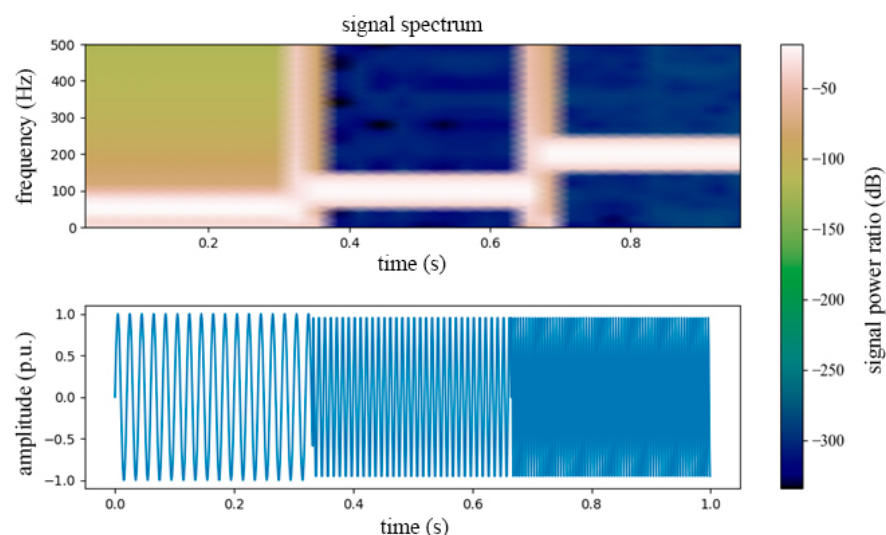 signal spectrum
500
400
300
200
100
0
frequency (Hz)
0.2 0.4 0.6 0.8
time (s)
−50
−100
−150
−200
−250
−300
signal power ratio (dB)
1.0
0.5
0.0
−0.5
−1.0
amplitude (p.u.)
0.0 0.2 0.4 0.6 0.8 1.0
time (s)